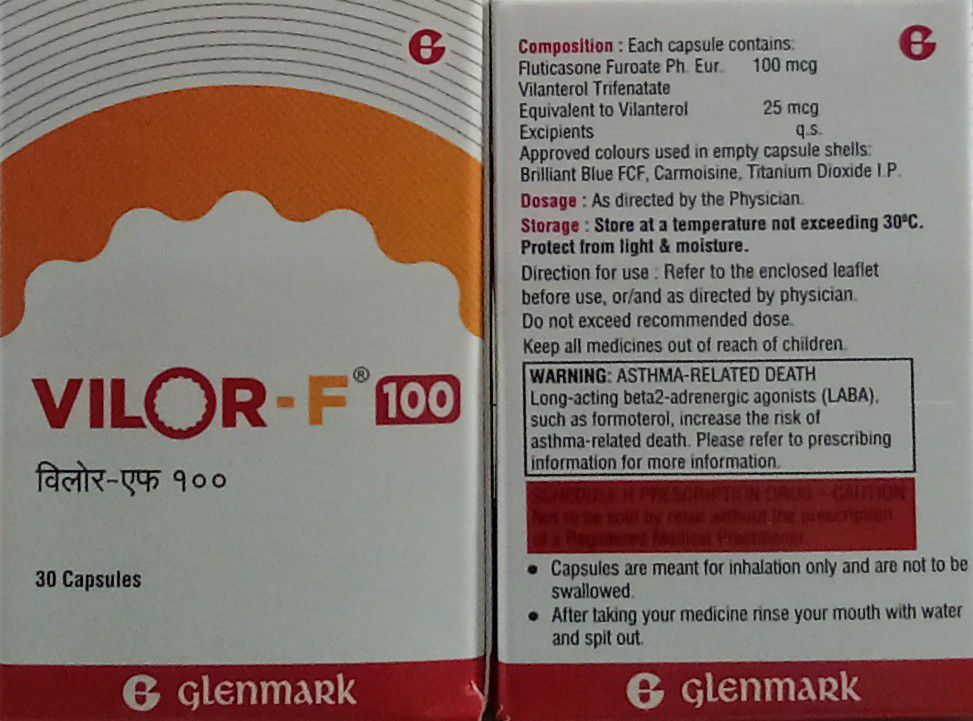 VILOR-F® 100
विलोर-एफ १००
30 Capsules
GLENMARK
Composition : Each capsule contains:
Fluticasone Furoate Ph. Eur. 100 mcg
Vilanterol Trifenatate
Equivalent to Vilanterol 25 mcg
Excipients q.s.
Approved colours used in empty capsule shells:
Brilliant Blue FCF, Carmoisine, Titanium Dioxide I.P.
Dosage : As directed by the Physician.
Storage : Store at a temperature not exceeding 30ºC.
Protect from light & moisture.
Direction for use : Refer to the enclosed leaflet
before use, or/and as directed by physician.
Do not exceed recommended dose.
Keep all medicines out of reach of children.
WARNING: ASTHMA-RELATED DEATH
Long-acting beta2-adrenergic agonists (LABA),
such as formoterol, increase the risk of
asthma-related death. Please refer to prescribing
information for more information.
SCHEDULE H PRESCRIPTION DRUG - CAUTION
Not to be sold by retail without the prescription
of a Registered Medical Practitioner.
• Capsules are meant for inhalation only and are not to be
swallowed.
• After taking your medicine rinse your mouth with water
and spit out.
GLENMARK